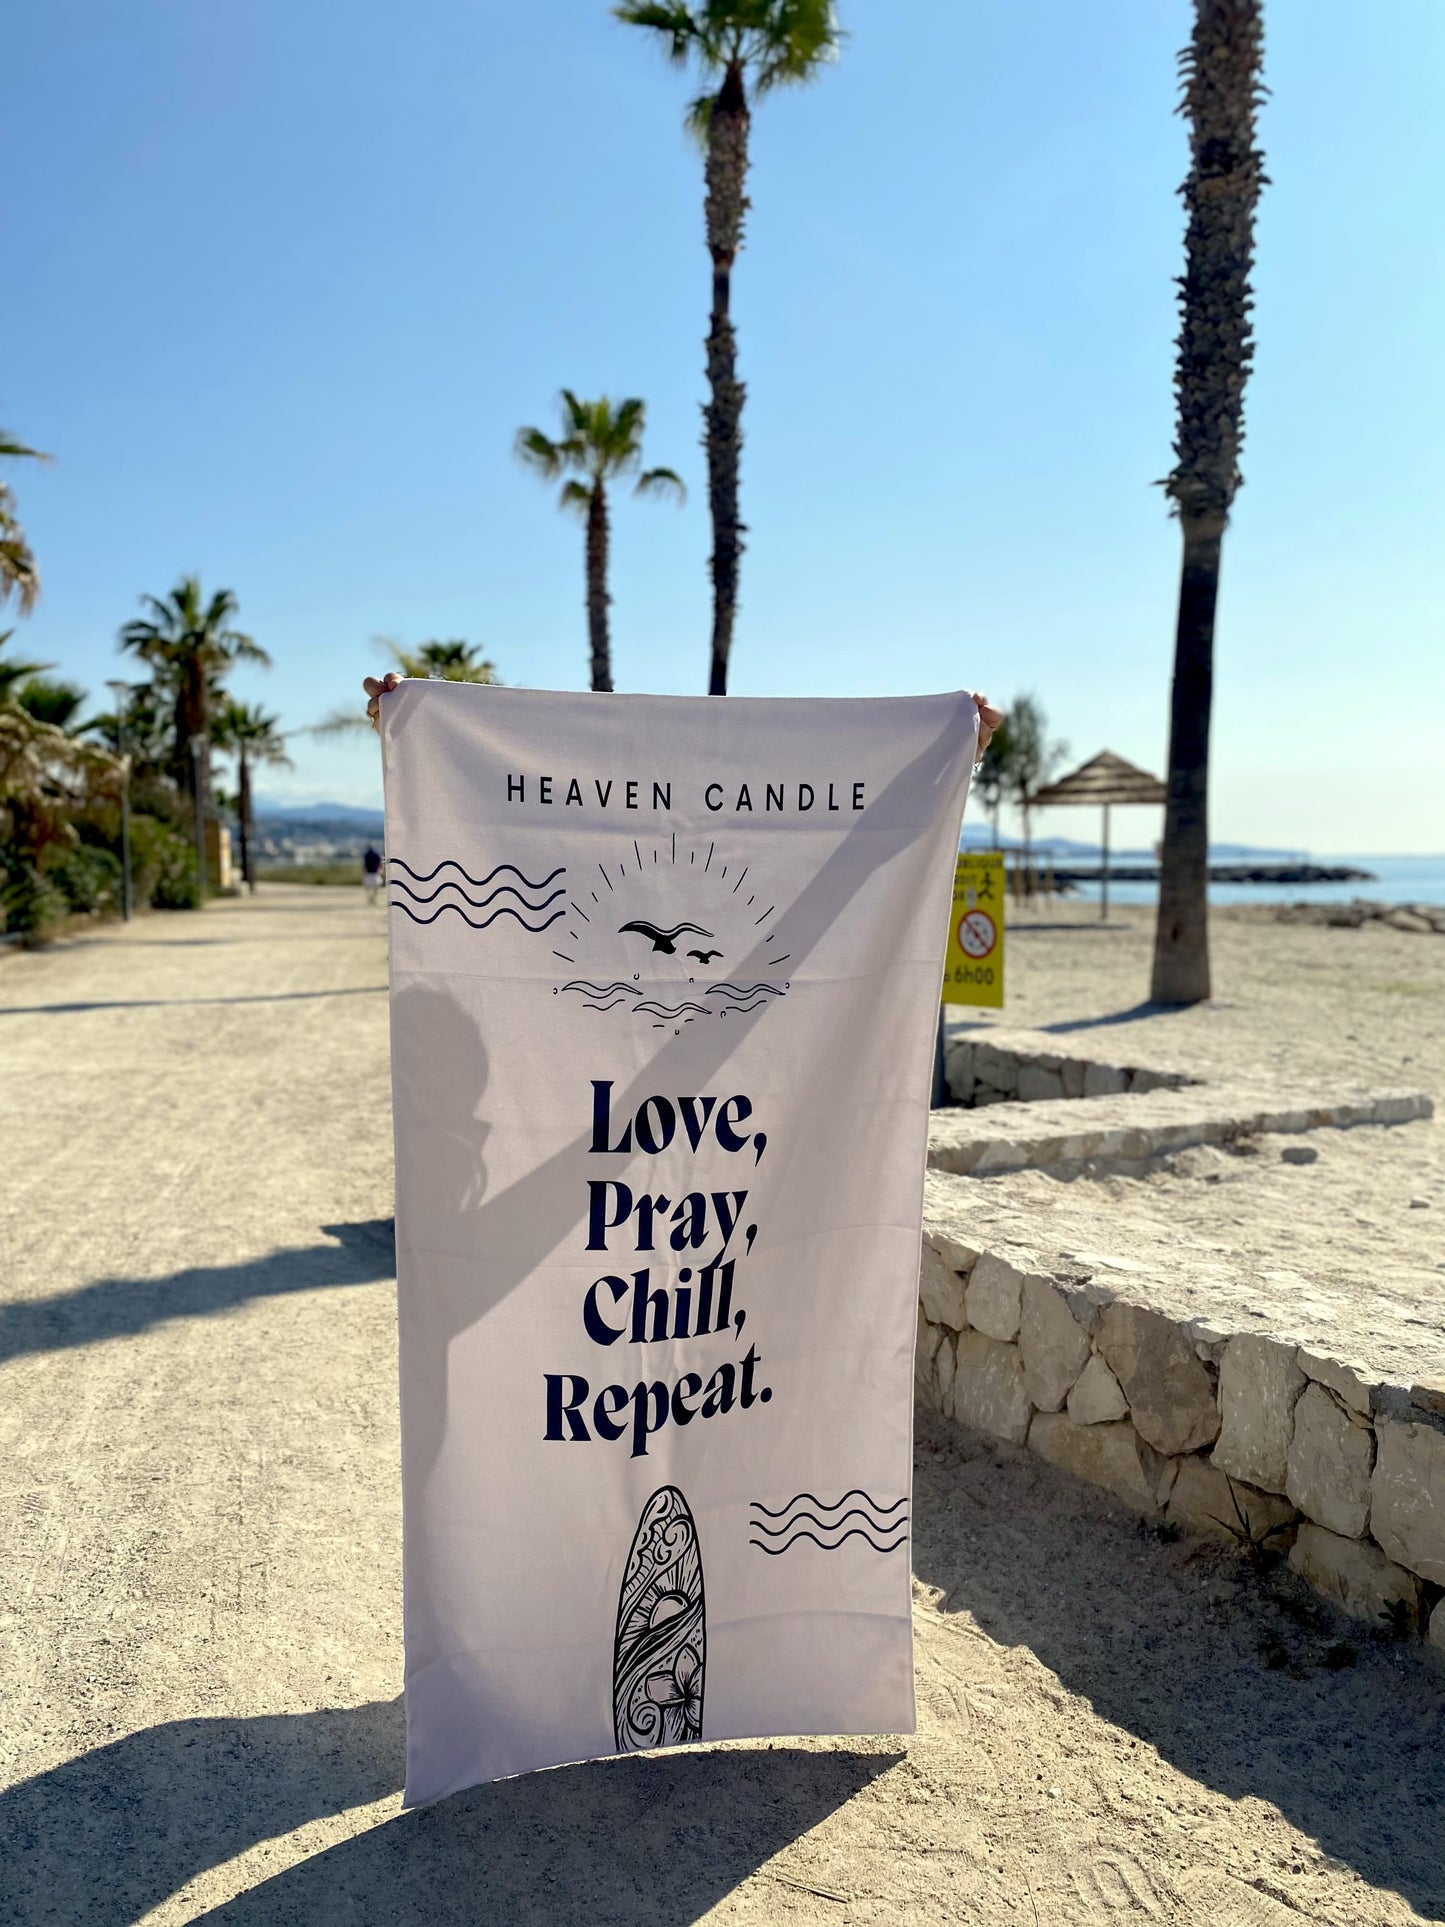 HEAVEN CANDLE
Love,
Pray,
Chill,
Repeat.
6h00